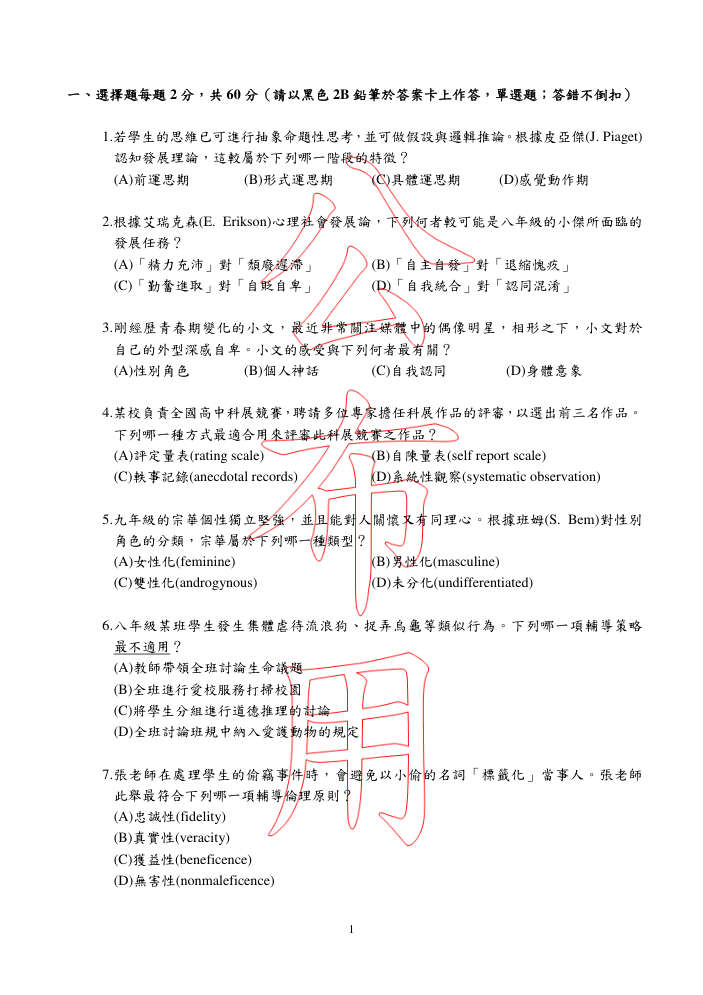 一、選擇題每題 2 分，共 60 分（請以黑色 2B 鉛筆於答案卡上作答，單選題；答錯不倒扣）
1.若學生的思維已可進行抽象命題性思考，並可做假設與邏輯推論。根據皮亞傑(J. Piaget)
認知發展理論，這較屬於下列哪一階段的特徵？
(A)前運思期 (B)形式運思期 (C)具體運思期 (D)感覺動作期
2.根據艾瑞克森(E. Erikson)心理社會發展論，下列何者較可能是八年級的小傑所面臨的
發展任務？
(A)「精力充沛」對「頹廢遲滯」 (B)「自主自發」對「退縮愧疚」
(C)「勤奮進取」對「自貶自卑」 (D)「自我統合」對「認同混淆」
3.剛經歷青春期變化的小文，最近非常關注媒體中的偶像明星，相形之下，小文對於
自己的外型深感自卑。小文的感受與下列何者最有關？
(A)性別角色 (B)個人神話 (C)自我認同 (D)身體意象
4.某校負責全國高中科展競賽，聘請多位專家擔任科展作品的評審，以選出前三名作品。
下列哪一種方式最適合用來評審此科展競賽之作品？
(A)評定量表(rating scale) (B)自陳量表(self report scale)
(C)軼事記錄(anecdotal records) (D)系統性觀察(systematic observation)
5.九年級的宗華個性獨立堅強，並且能對人關懷又有同理心。根據班姆(S. Bem)對性別
角色的分類，宗華屬於下列哪一種類型？
(A)女性化(feminine) (B)男性化(masculine)
(C)雙性化(androgynous) (D)未分化(undifferentiated)
6.八年級某班學生發生集體虐待流浪狗、捉弄烏龜等類似行為。下列哪一項輔導策略
最不適用？
(A)教師帶領全班討論生命議題
(B)全班進行愛校服務打掃校園
(C)將學生分組進行道德推理的討論
(D)全班討論班規中納入愛護動物的規定
7.張老師在處理學生的偷竊事件時，會避免以小偷的名詞「標籤化」當事人。張老師
此舉最符合下列哪一項輔導倫理原則？
(A)忠誠性(fidelity)
(B)真實性(veracity)
(C)獲益性(beneficence)
(D)無害性(nonmaleficence)
1
公布用